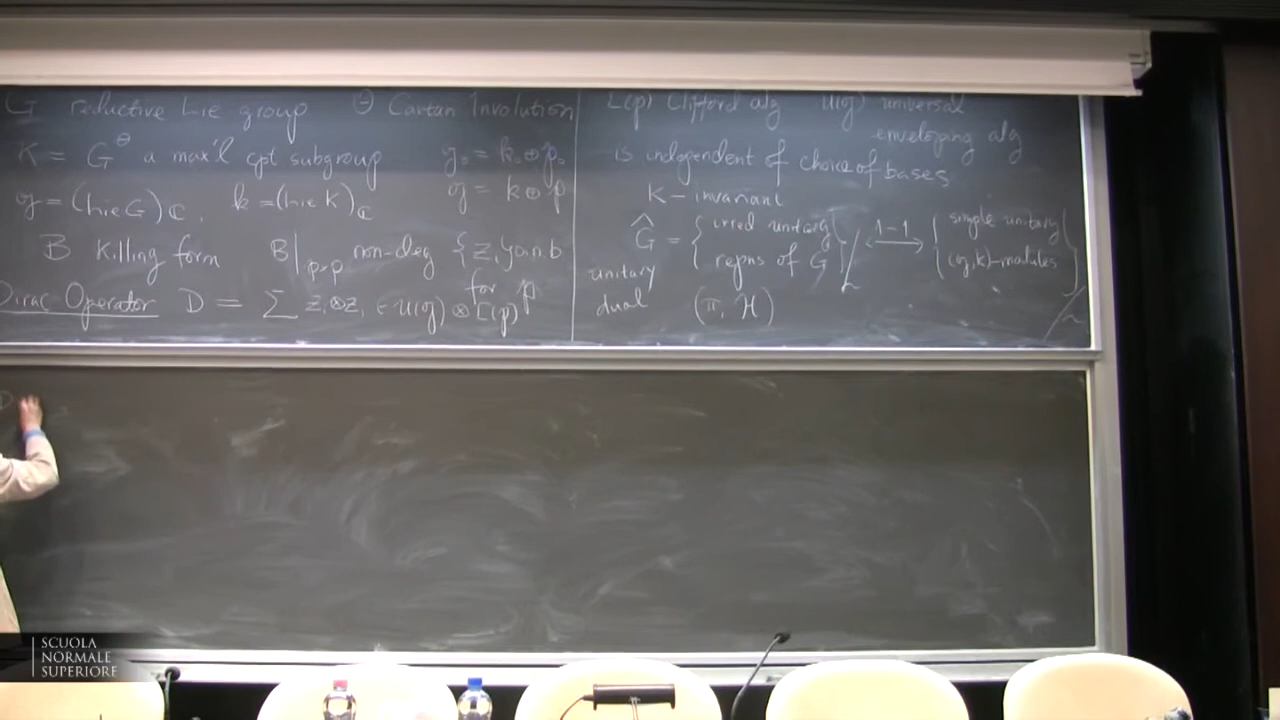 G reductive Lie group θ Cartan Involution
K = G^θ a max'l cpt subgroup g₀ = k₀ ⊕ p₀
g = (Lie G)_ℂ, k = (Lie K)_ℂ g = k ⊕ p
B Killing form B|_{p×p} non-deg {z_i} an o.n.b
for p
Dirac Operator D = Σ z_i ⊗ z_i ∈ U(g) ⊗ C(p)
C(p) Clifford alg U(g) universal
enveloping alg
is independent of choice of bases
K-invariant
Ĝ = { irred unitary repns of G }/~ ⟷ 1-1 { simple unitary (g,k)-modules }/~
unitary
dual (π, H)
D
SCUOLA
NORMALE
SUPERIORE